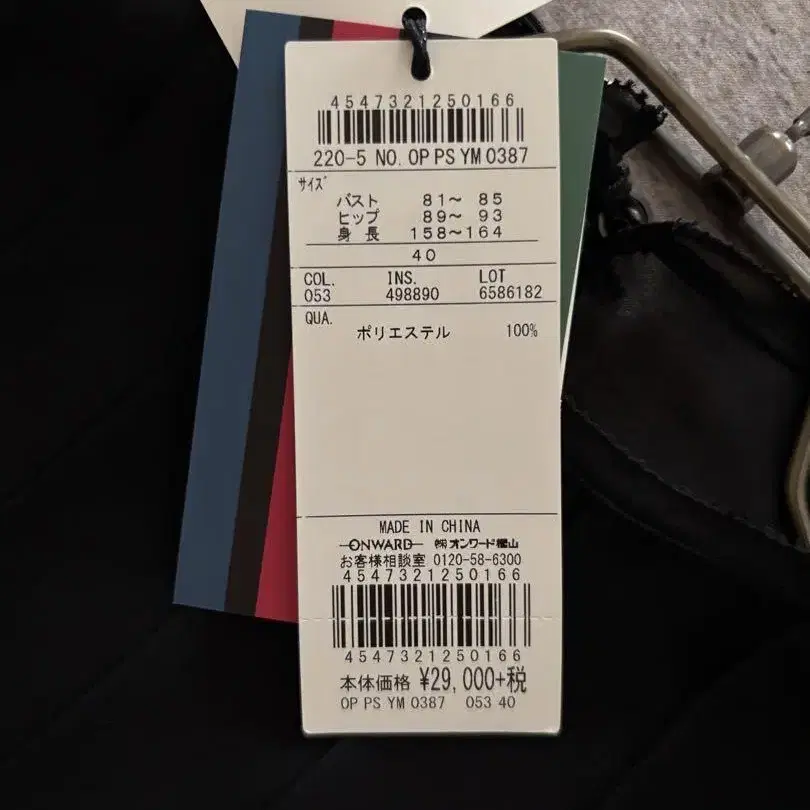 4547321250166
220-5 NO. OP PS YM 0387
サイズ
バスト 81〜 85
ヒップ 89〜 93
身 長 158〜164
40
COL. INS. LOT
053 498890 6586182
QUA.
ポリエステル 100%
MADE IN CHINA
ONWARD ㈱オンワード樫山
お客様相談室 0120-58-6300
4547321250166
4547321250166
本体価格 ¥29,000+税
OP PS YM 0387 053 40